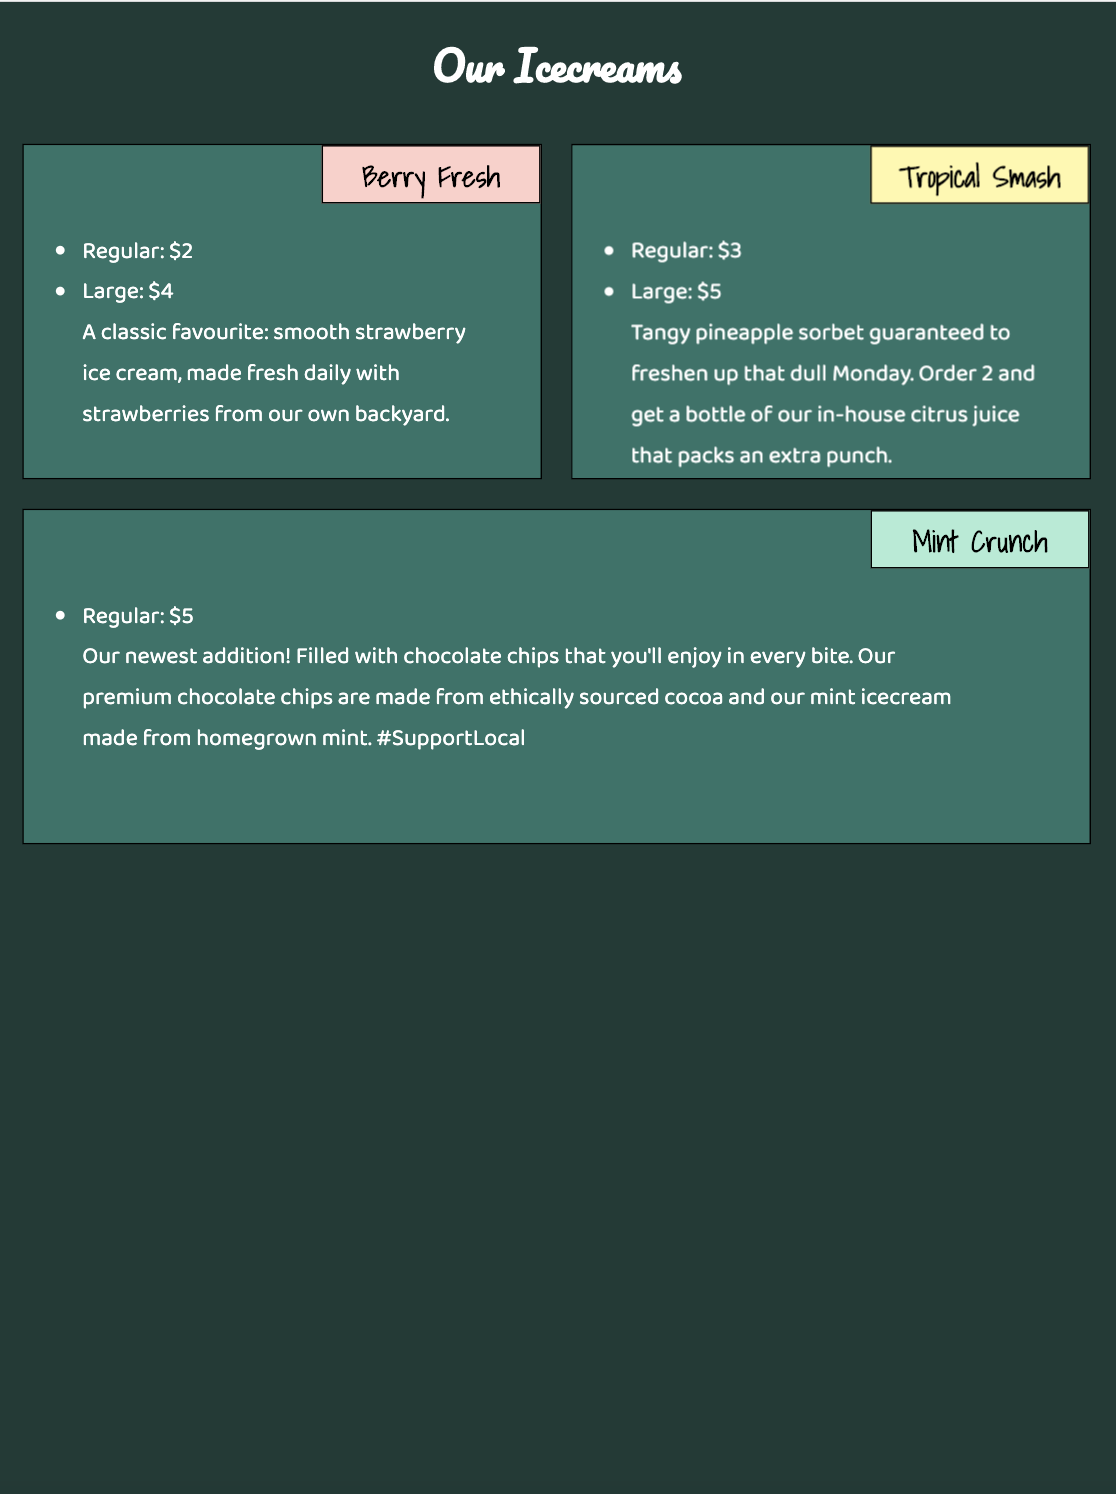 Our Icecreams
Berry Fresh
• Regular: $2
• Large: $4
A classic favourite: smooth strawberry
ice cream, made fresh daily with
strawberries from our own backyard.
Tropical Smash
• Regular: $3
• Large: $5
Tangy pineapple sorbet guaranteed to
freshen up that dull Monday. Order 2 and
get a bottle of our in-house citrus juice
that packs an extra punch.
Mint Crunch
• Regular: $5
Our newest addition! Filled with chocolate chips that you'll enjoy in every bite. Our
premium chocolate chips are made from ethically sourced cocoa and our mint icecream
made from homegrown mint. #SupportLocal